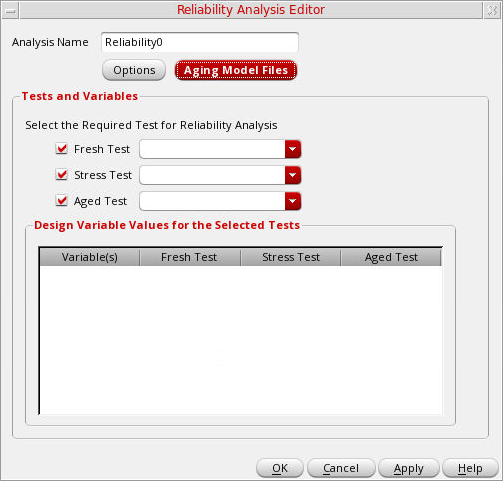 Reliability Analysis Editor
Analysis Name Reliability0
Options Aging Model Files
Tests and Variables
Select the Required Test for Reliability Analysis
Fresh Test
Stress Test
Aged Test
Design Variable Values for the Selected Tests
Variable(s) Fresh Test Stress Test Aged Test
OK Cancel Apply Help